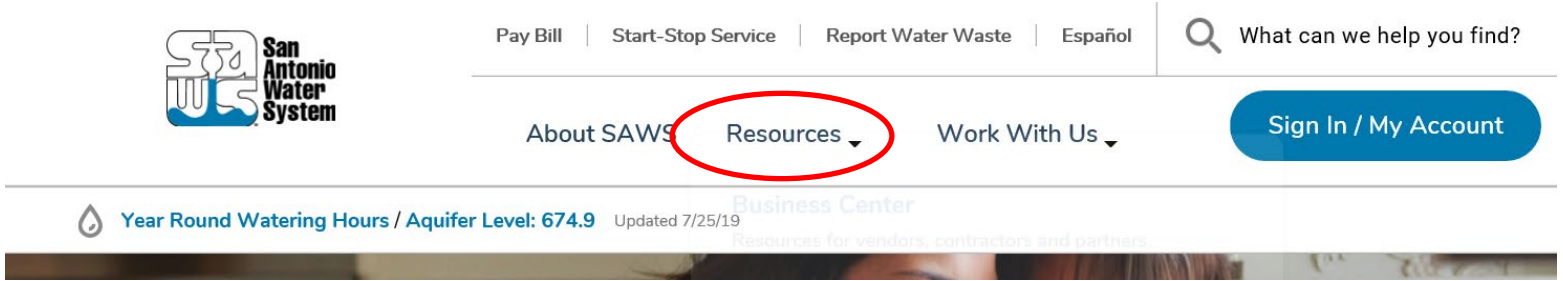 San
Antonio
Water
System
Pay Bill | Start-Stop Service | Report Water Waste | Español
What can we help you find?
About SAWS Resources Work With Us
Sign In / My Account
Year Round Watering Hours / Aquifer Level: 674.9 Updated 7/25/19
Business Center
Resources for vendors, contractors and partners.